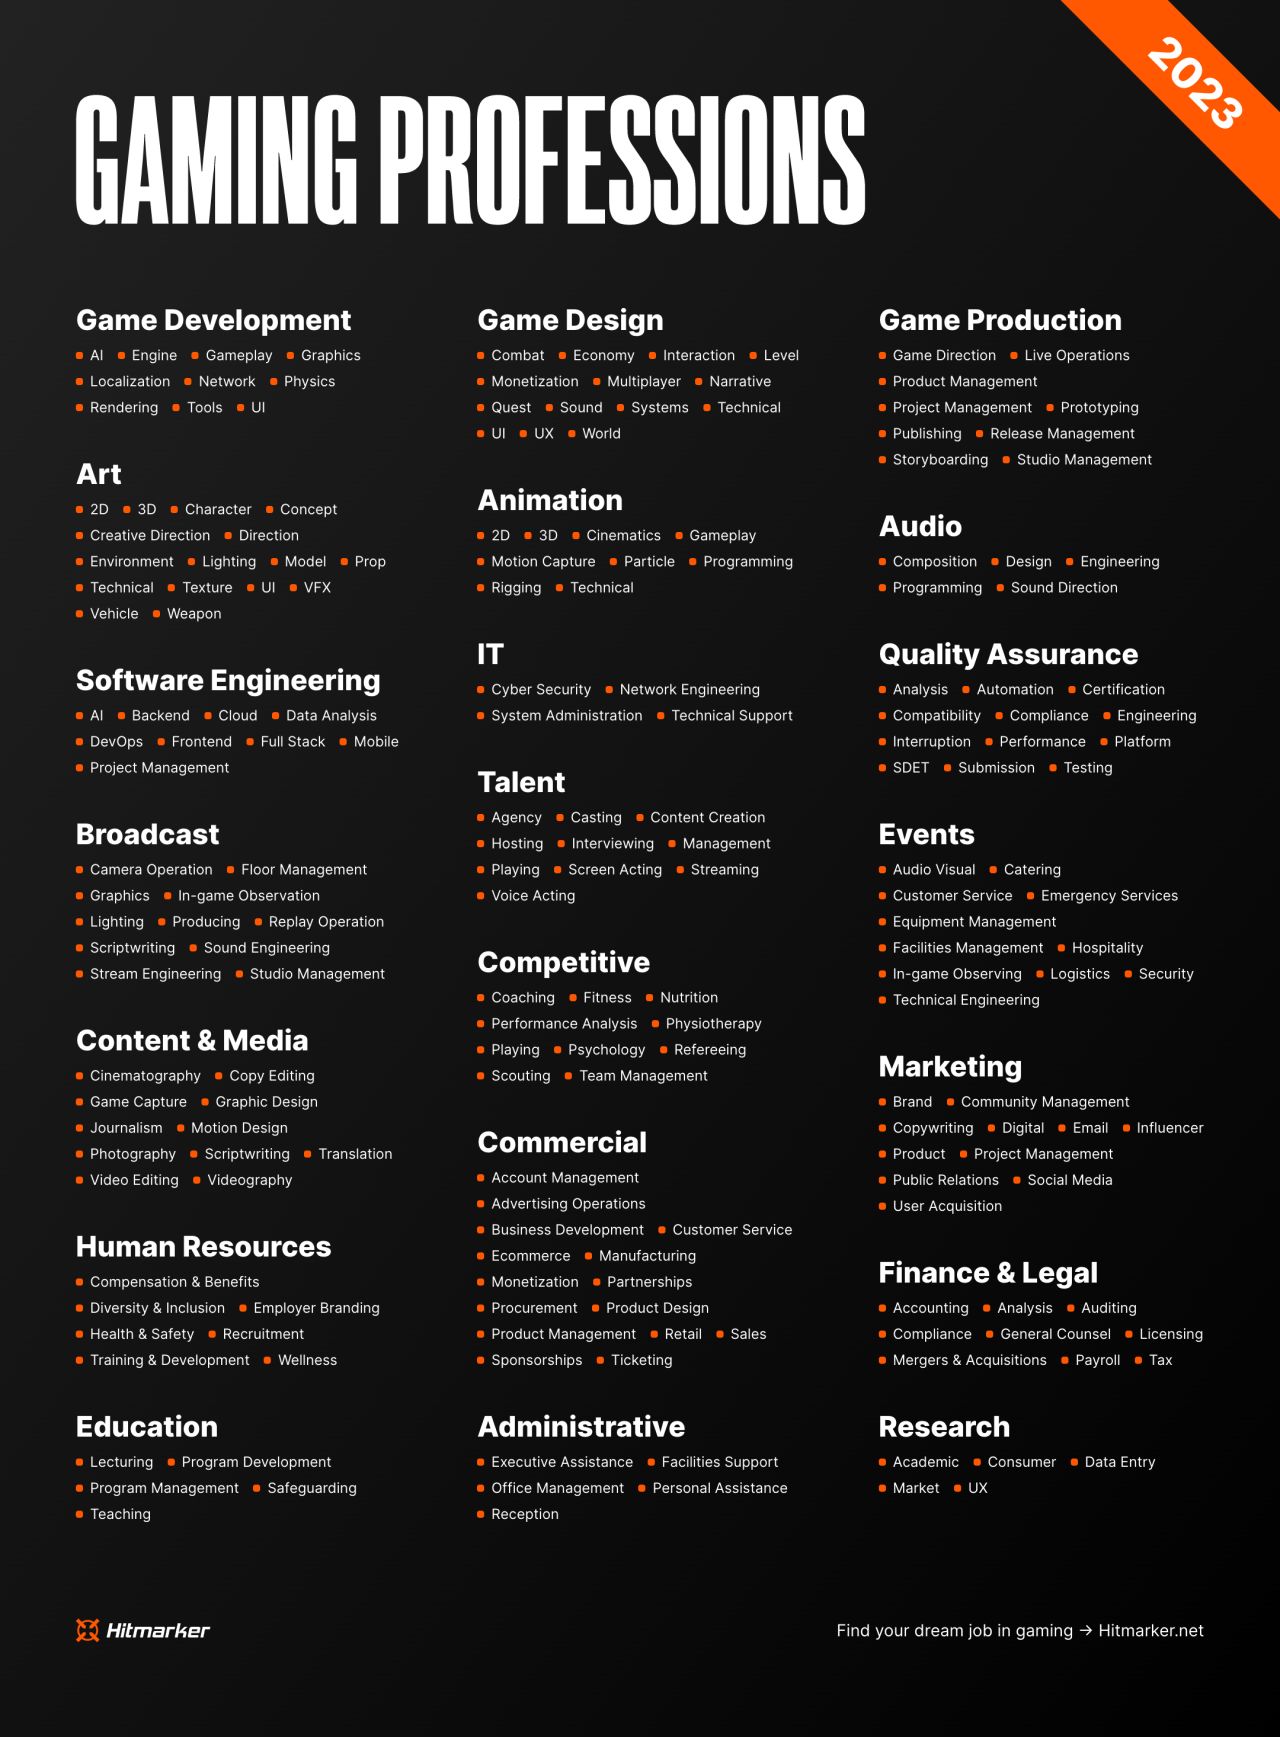 2023
GAMING PROFESSIONS
Game Development
AI Engine Gameplay Graphics
Localization Network Physics
Rendering Tools UI
Art
2D 3D Character Concept
Creative Direction Direction
Environment Lighting Model Prop
Technical Texture UI VFX
Vehicle Weapon
Software Engineering
AI Backend Cloud Data Analysis
DevOps Frontend Full Stack Mobile
Project Management
Broadcast
Camera Operation Floor Management
Graphics In-game Observation
Lighting Producing Replay Operation
Scriptwriting Sound Engineering
Stream Engineering Studio Management
Content & Media
Cinematography Copy Editing
Game Capture Graphic Design
Journalism Motion Design
Photography Scriptwriting Translation
Video Editing Videography
Human Resources
Compensation & Benefits
Diversity & Inclusion Employer Branding
Health & Safety Recruitment
Training & Development Wellness
Education
Lecturing Program Development
Program Management Safeguarding
Teaching
Game Design
Combat Economy Interaction Level
Monetization Multiplayer Narrative
Quest Sound Systems Technical
UI UX World
Animation
2D 3D Cinematics Gameplay
Motion Capture Particle Programming
Rigging Technical
IT
Cyber Security Network Engineering
System Administration Technical Support
Talent
Agency Casting Content Creation
Hosting Interviewing Management
Playing Screen Acting Streaming
Voice Acting
Competitive
Coaching Fitness Nutrition
Performance Analysis Physiotherapy
Playing Psychology Refereeing
Scouting Team Management
Commercial
Account Management
Advertising Operations
Business Development Customer Service
Ecommerce Manufacturing
Monetization Partnerships
Procurement Product Design
Product Management Retail Sales
Sponsorships Ticketing
Administrative
Executive Assistance Facilities Support
Office Management Personal Assistance
Reception
Game Production
Game Direction Live Operations
Product Management
Project Management Prototyping
Publishing Release Management
Storyboarding Studio Management
Audio
Composition Design Engineering
Programming Sound Direction
Quality Assurance
Analysis Automation Certification
Compatibility Compliance Engineering
Interruption Performance Platform
SDET Submission Testing
Events
Audio Visual Catering
Customer Service Emergency Services
Equipment Management
Facilities Management Hospitality
In-game Observing Logistics Security
Technical Engineering
Marketing
Brand Community Management
Copywriting Digital Email Influencer
Product Project Management
Public Relations Social Media
User Acquisition
Finance & Legal
Accounting Analysis Auditing
Compliance General Counsel Licensing
Mergers & Acquisitions Payroll Tax
Research
Academic Consumer Data Entry
Market UX
Hitmarker
Find your dream job in gaming → Hitmarker.net